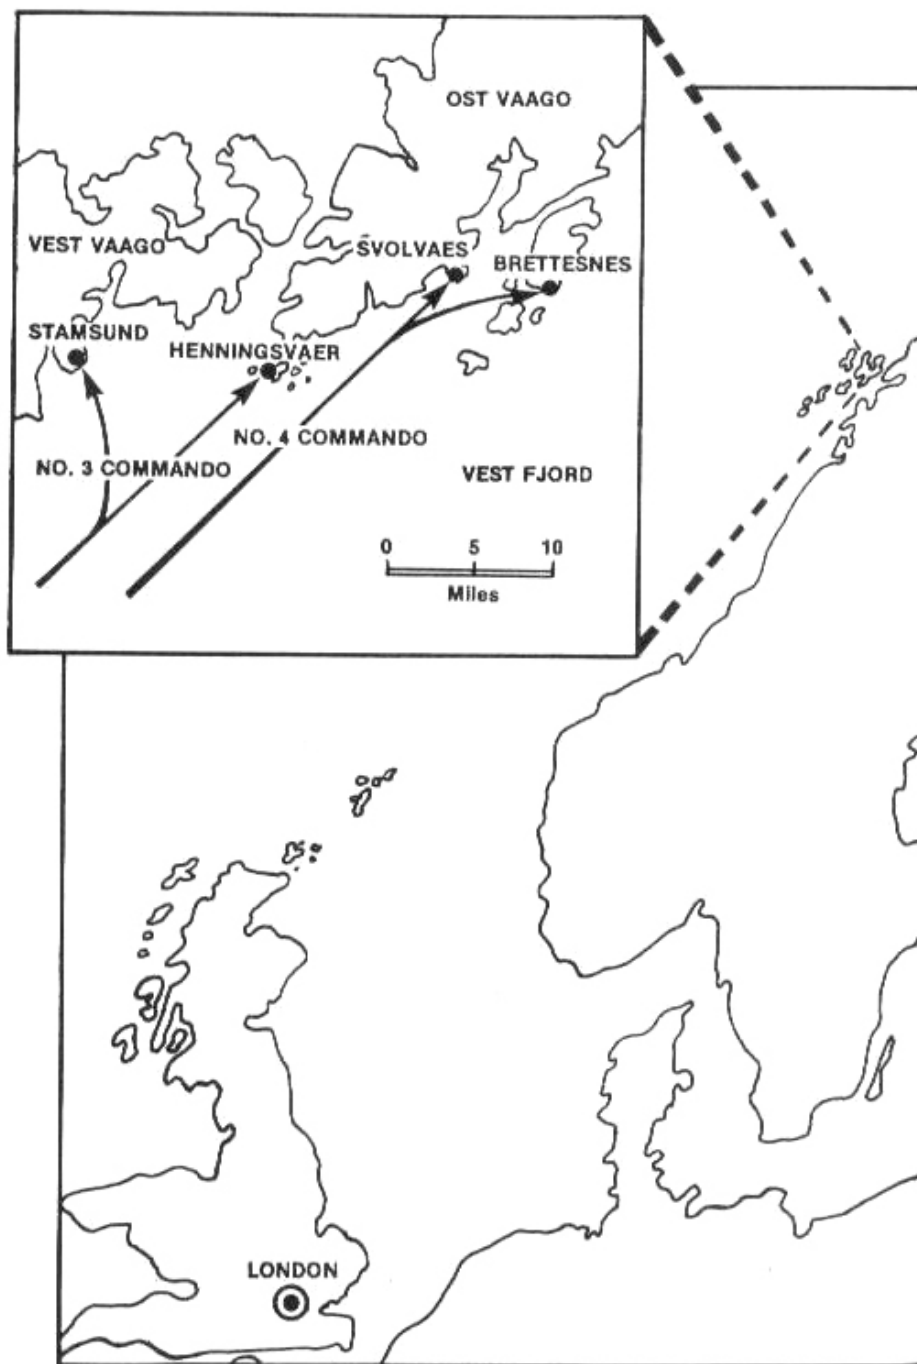 OST VAAGO
VEST VAAGO
SVOLVAES
BRETTESNES
STAMSUND
HENNINGSVAER
NO. 4 COMMANDO
NO. 3 COMMANDO
VEST FJORD
0 5 10
Miles
LONDON